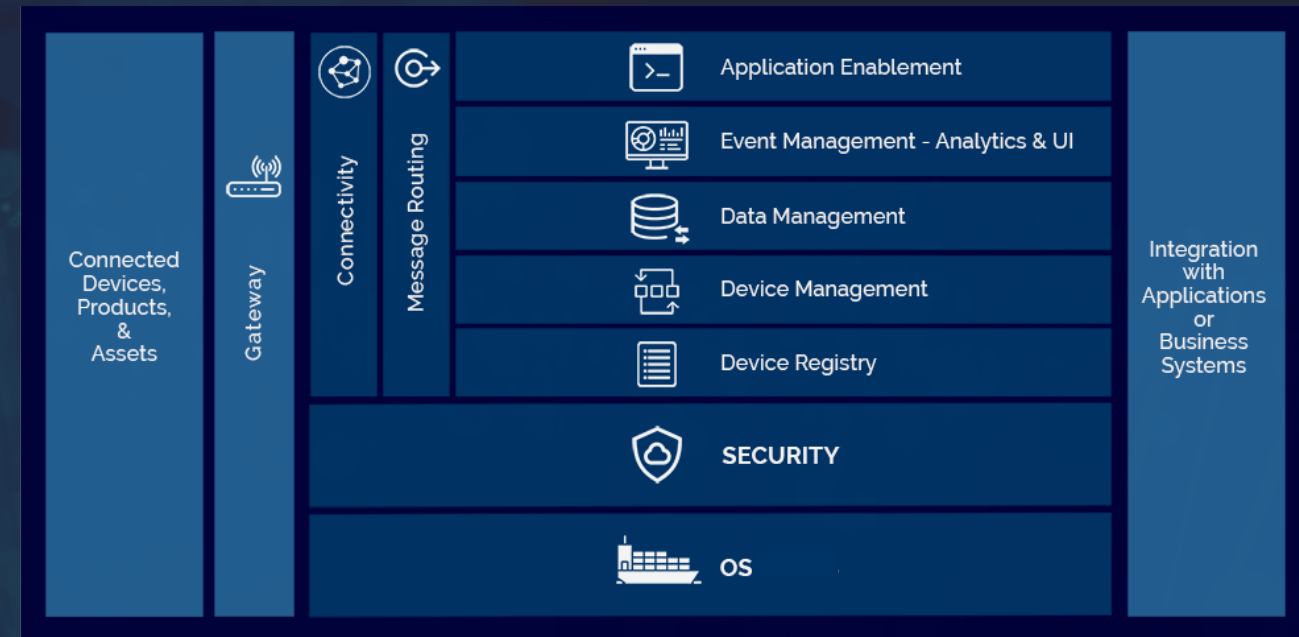 Connected
Devices,
Products,
&
Assets
Gateway
Connectivity
Message Routing
Application Enablement
Event Management - Analytics & UI
Data Management
Device Management
Device Registry
SECURITY
OS
Integration
with
Applications
or
Business
Systems